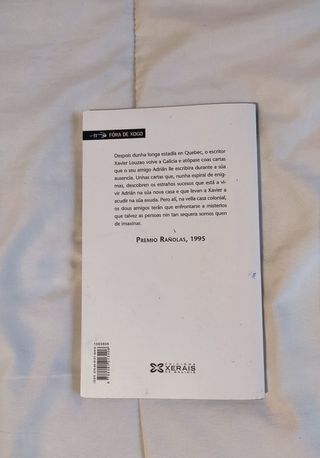 FÓRA DE XOGO
Despois dunha longa estadía en Quebec, o escritor
Xavier Louzao volve a Galicia e atópase coas cartas
que o seu amigo Adrián lle escribira durante a súa
ausencia. Unhas cartas que, nunha espiral de enig-
mas, descobren os estraños sucesos que está a vi-
vir Adrián na súa nova casa e que levan a Xavier a
acudir na súa axuda. Pero alí, na vella casa colonial,
os dous amigos terán que enfrontarse a misterios
que talvez as persoas nin tan sequera somos quen
de imaxinar.
PREMIO RAÑOLAS, 1995
EDICIÓNS
XERAIS
DE GALICIA